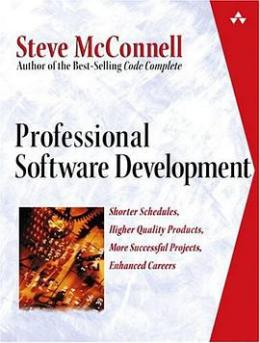 Steve McConnell
Author of the Best-Selling Code Complete
Professional
Software Development
Shorter Schedules,
Higher Quality Products,
More Successful Projects,
Enhanced Careers